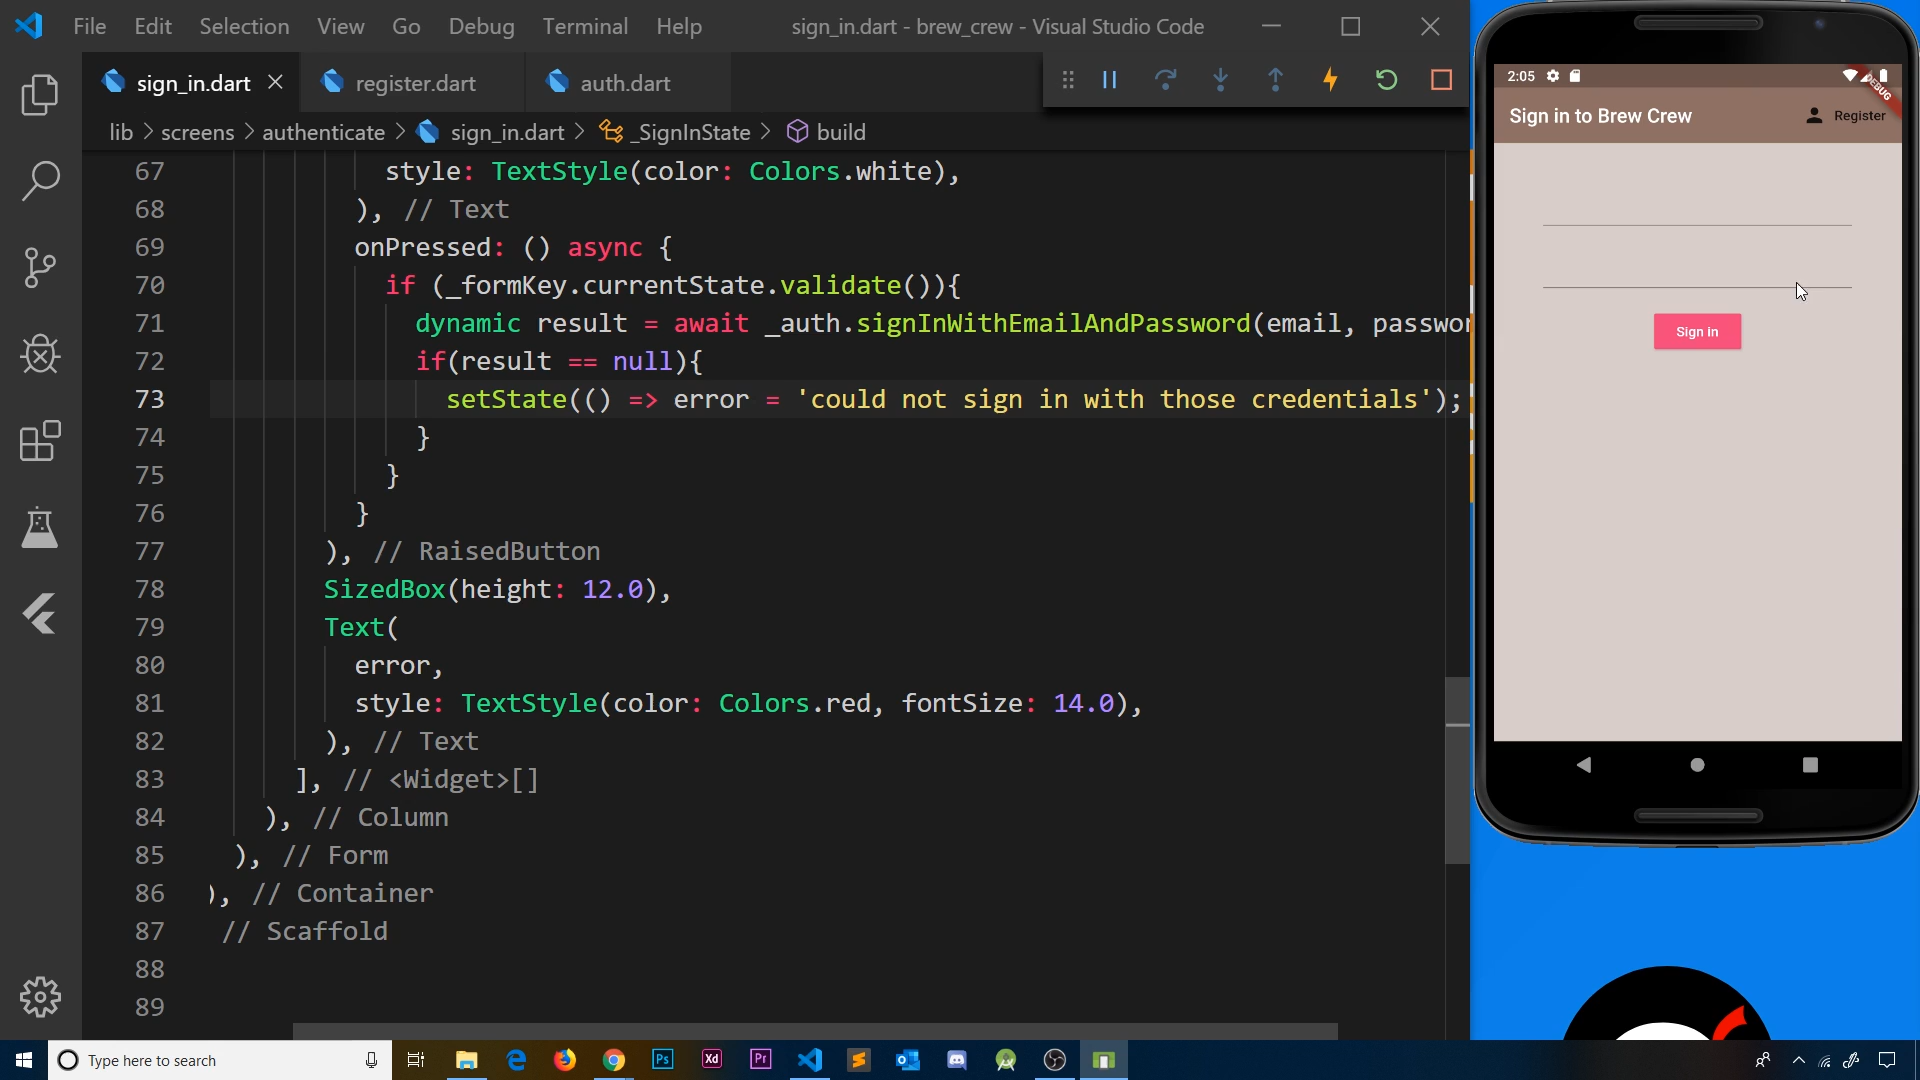 File Edit Selection View Go Debug Terminal Help
sign_in.dart - brew_crew - Visual Studio Code
sign_in.dart
register.dart
auth.dart
lib > screens > authenticate > sign_in.dart > _SignInState > build
67 style: TextStyle(color: Colors.white),
68 ), // Text
69 onPressed: () async {
70 if (_formKey.currentState.validate()){
71 dynamic result = await _auth.signInWithEmailAndPassword(email, passwor
72 if(result == null){
73 setState(() => error = 'could not sign in with those credentials');
74 }
75 }
76 }
77 ), // RaisedButton
78 SizedBox(height: 12.0),
79 Text(
80 error,
81 style: TextStyle(color: Colors.red, fontSize: 14.0),
82 ), // Text
83 ], // <Widget>[]
84 ), // Column
85 ), // Form
86 ), // Container
87 // Scaffold
88
89
2:05
DEBUG
Sign in to Brew Crew
Register
Sign in
Type here to search
Ps
Xd
Pr